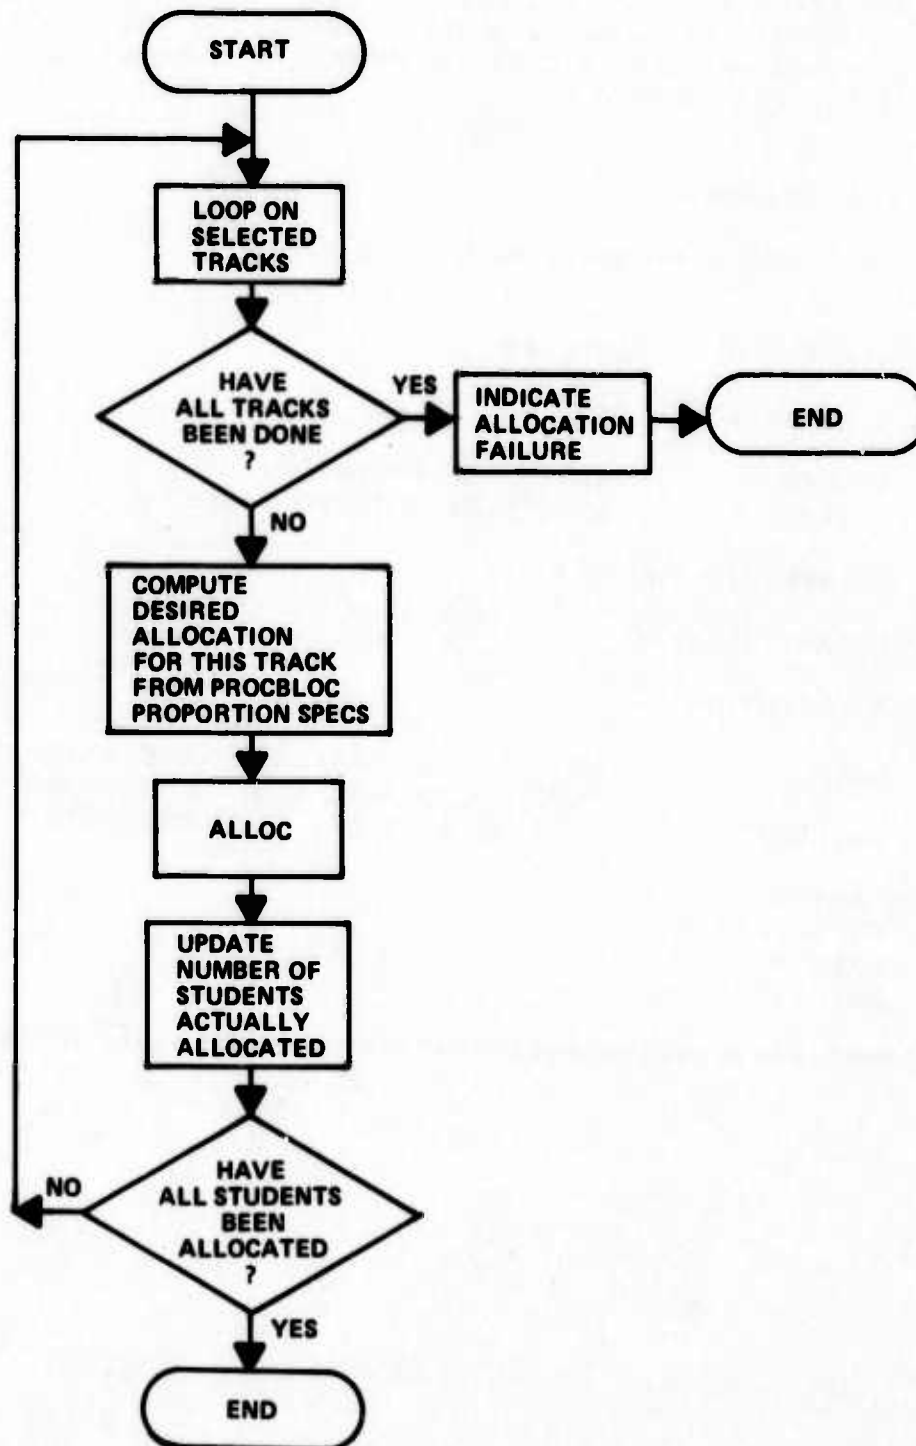 START
LOOP ON
SELECTED
TRACKS
HAVE
ALL TRACKS
BEEN DONE
?
YES
INDICATE
ALLOCATION
FAILURE
END
NO
COMPUTE
DESIRED
ALLOCATION
FOR THIS TRACK
FROM PROCBLOC
PROPORTION SPECS
ALLOC
UPDATE
NUMBER OF
STUDENTS
ACTUALLY
ALLOCATED
HAVE
ALL STUDENTS
BEEN
ALLOCATED
?
NO
YES
END